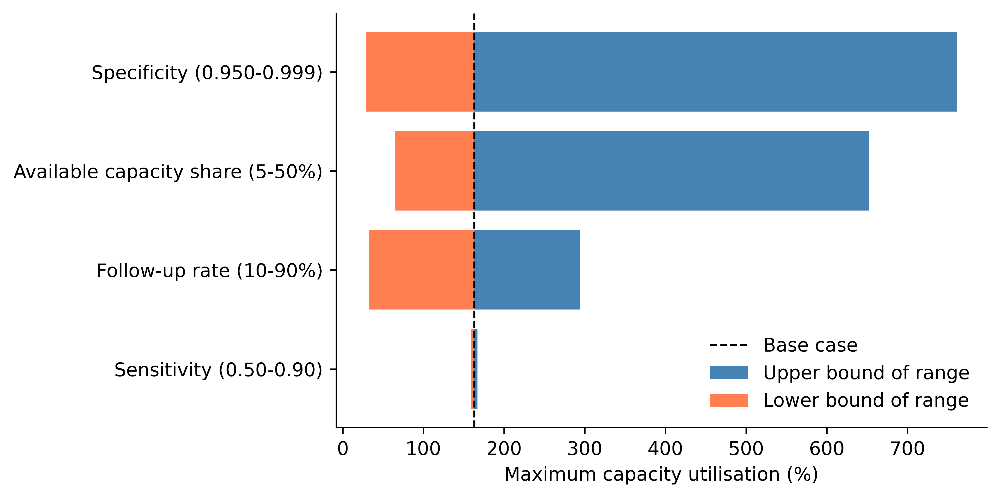 Specificity (0.950-0.999)
Available capacity share (5-50%)
Follow-up rate (10-90%)
Sensitivity (0.50-0.90)
Base case
Upper bound of range
Lower bound of range
0 100 200 300 400 500 600 700
Maximum capacity utilisation (%)